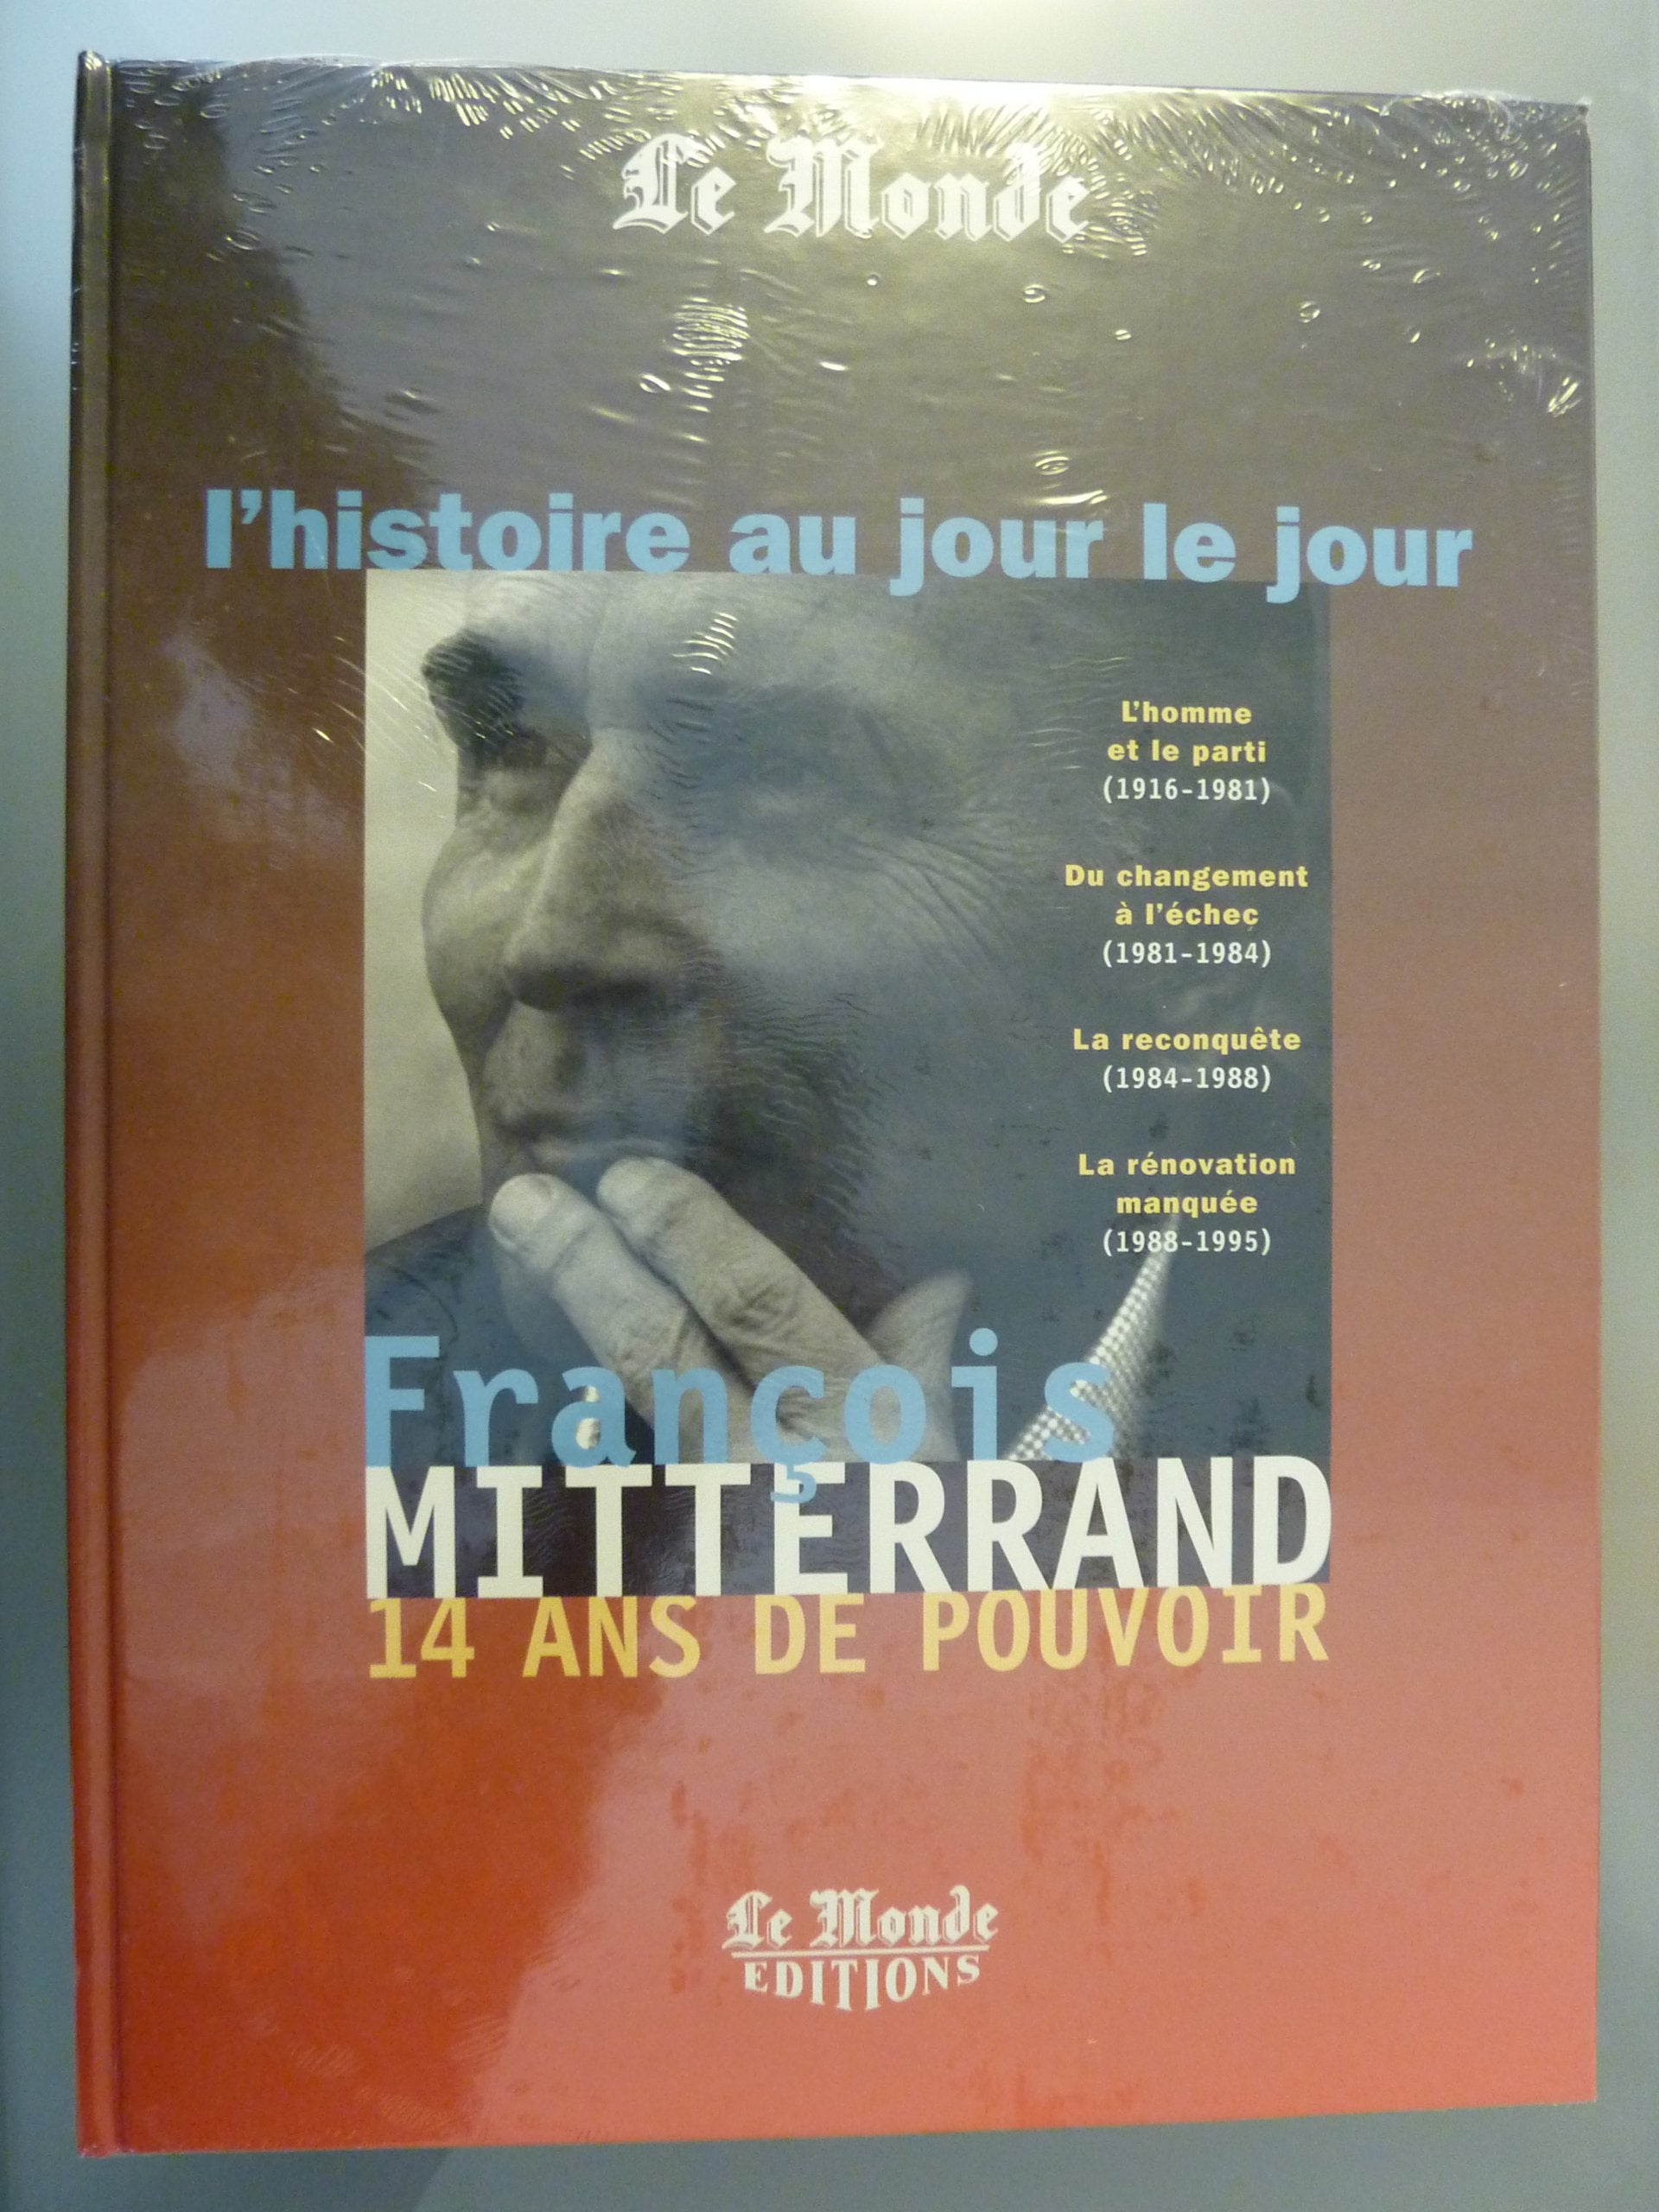 Le Monde
l'histoire au jour le jour
L'homme
et le parti
(1916-1981)
Du changement
à l'échec
(1981-1984)
La reconquête
(1984-1988)
La rénovation
manquée
(1988-1995)
François
MITTERRAND
14 ANS DE POUVOIR
Le Monde
EDITIONS